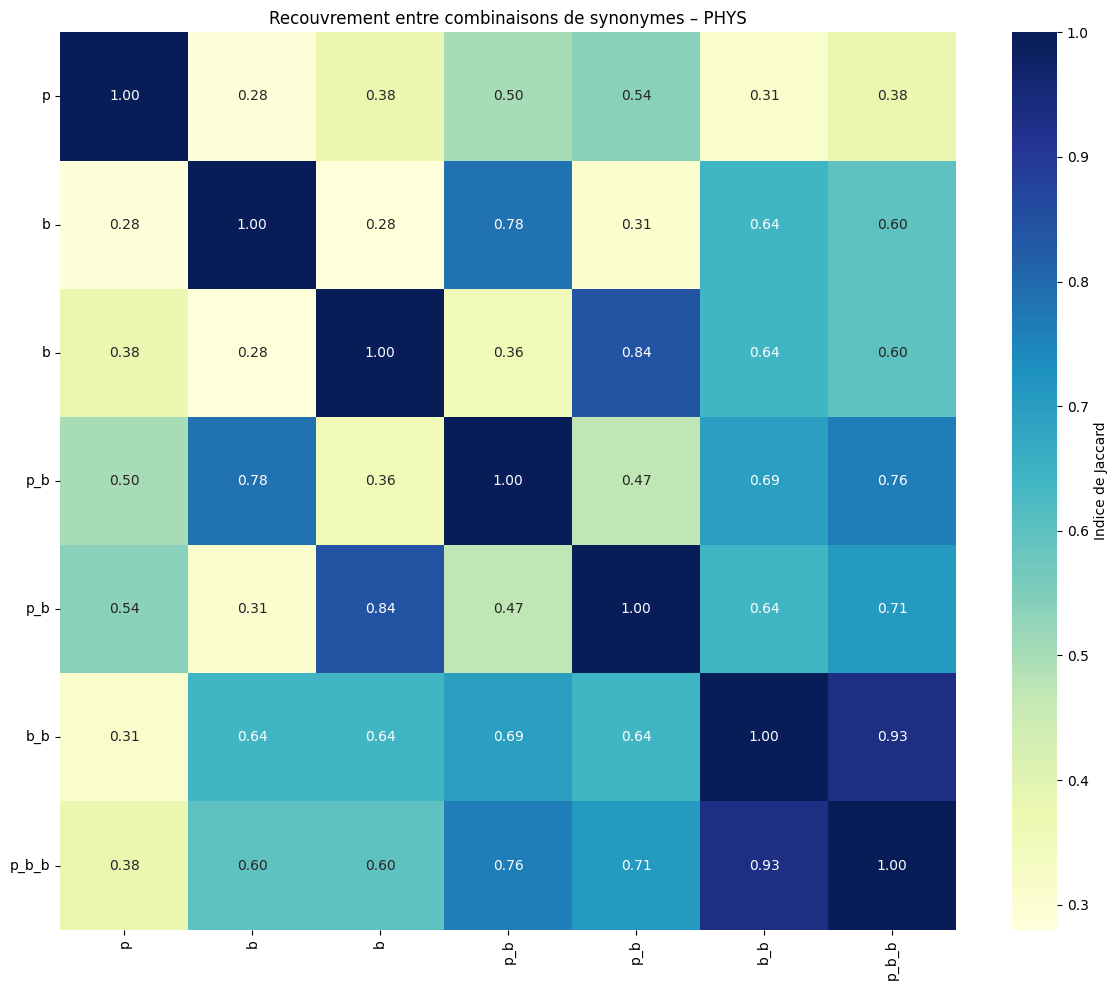 Recouvrement entre combinaisons de synonymes – PHYS
p 1.00 0.28 0.38 0.50 0.54 0.31 0.38
b 0.28 1.00 0.28 0.78 0.31 0.64 0.60
b 0.38 0.28 1.00 0.36 0.84 0.64 0.60
p_b 0.50 0.78 0.36 1.00 0.47 0.69 0.76
p_b 0.54 0.31 0.84 0.47 1.00 0.64 0.71
b_b 0.31 0.64 0.64 0.69 0.64 1.00 0.93
p_b_b 0.38 0.60 0.60 0.76 0.71 0.93 1.00
p b b p_b p_b b_b p_b_b
1.0
0.9
0.8
0.7
0.6
0.5
0.4
0.3
Indice de Jaccard